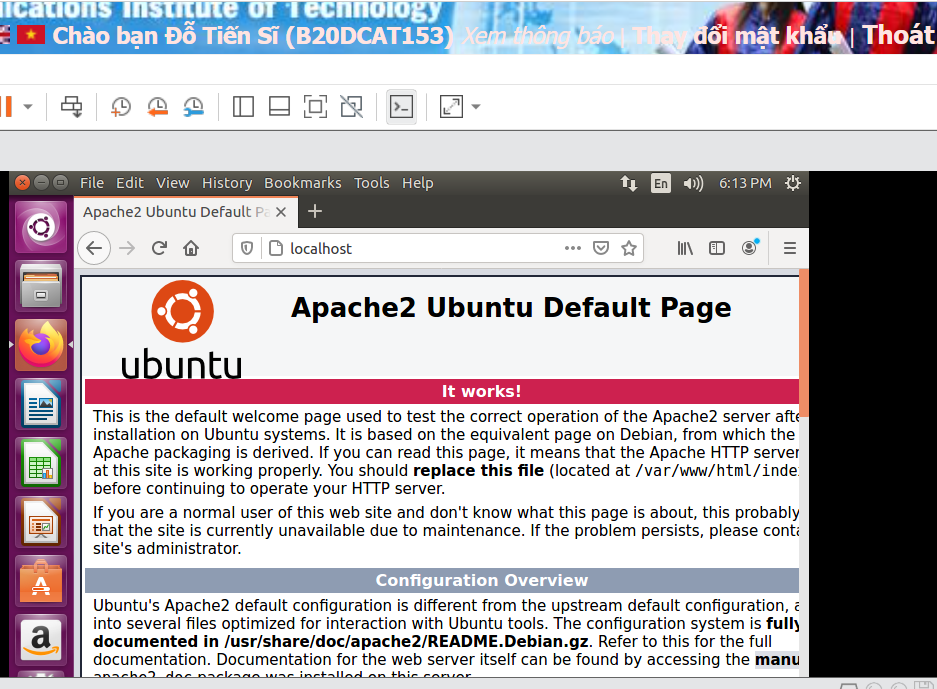 ications Institute of Technology
Chào bạn Đỗ Tiến Sĩ (B20DCAT153) Xem thông báo | Thay đổi mật khẩu | Thoát
File Edit View History Bookmarks Tools Help En 6:13 PM
Apache2 Ubuntu Default Pa
localhost
Apache2 Ubuntu Default Page
ubuntu
It works!
This is the default welcome page used to test the correct operation of the Apache2 server afte
installation on Ubuntu systems. It is based on the equivalent page on Debian, from which the
Apache packaging is derived. If you can read this page, it means that the Apache HTTP server
at this site is working properly. You should replace this file (located at /var/www/html/inde
before continuing to operate your HTTP server.
If you are a normal user of this web site and don't know what this page is about, this probably
that the site is currently unavailable due to maintenance. If the problem persists, please conta
site's administrator.
Configuration Overview
Ubuntu's Apache2 default configuration is different from the upstream default configuration, a
into several files optimized for interaction with Ubuntu tools. The configuration system is fully
documented in /usr/share/doc/apache2/README.Debian.gz. Refer to this for the full
documentation. Documentation for the web server itself can be found by accessing the manu
apache2-doc package was installed on this server.